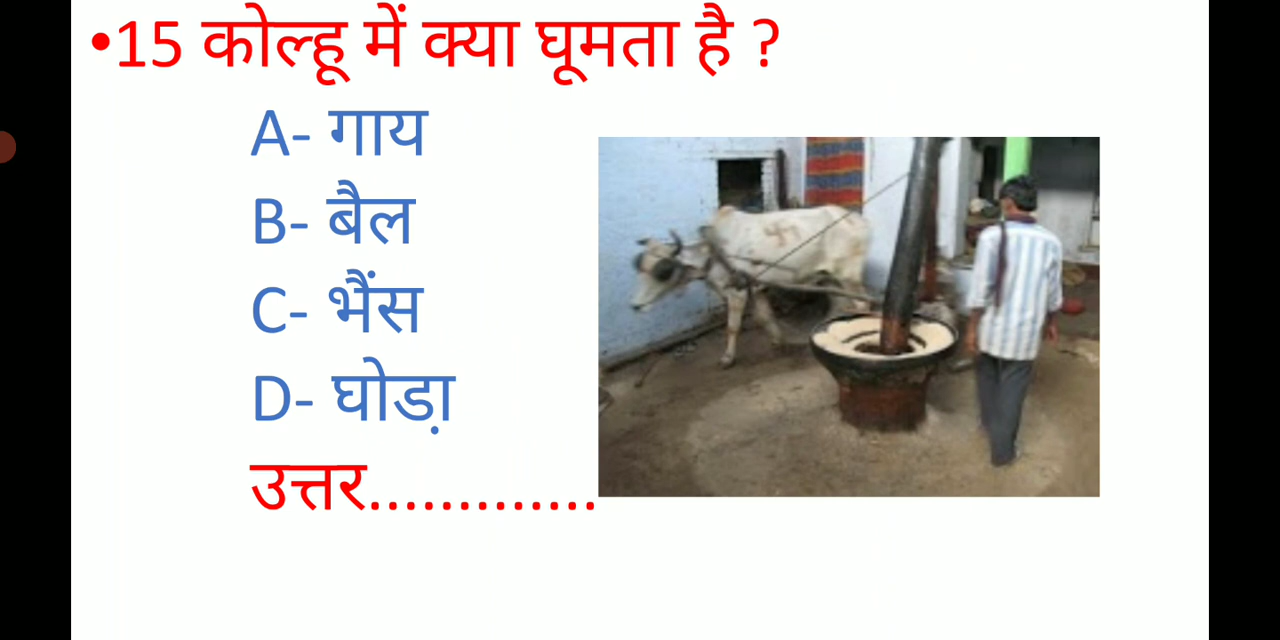 •15 कोल्हू में क्या घूमता है ?
A- गाय
B- बैल
C- भैंस
D- घोडा़
उत्तर.............